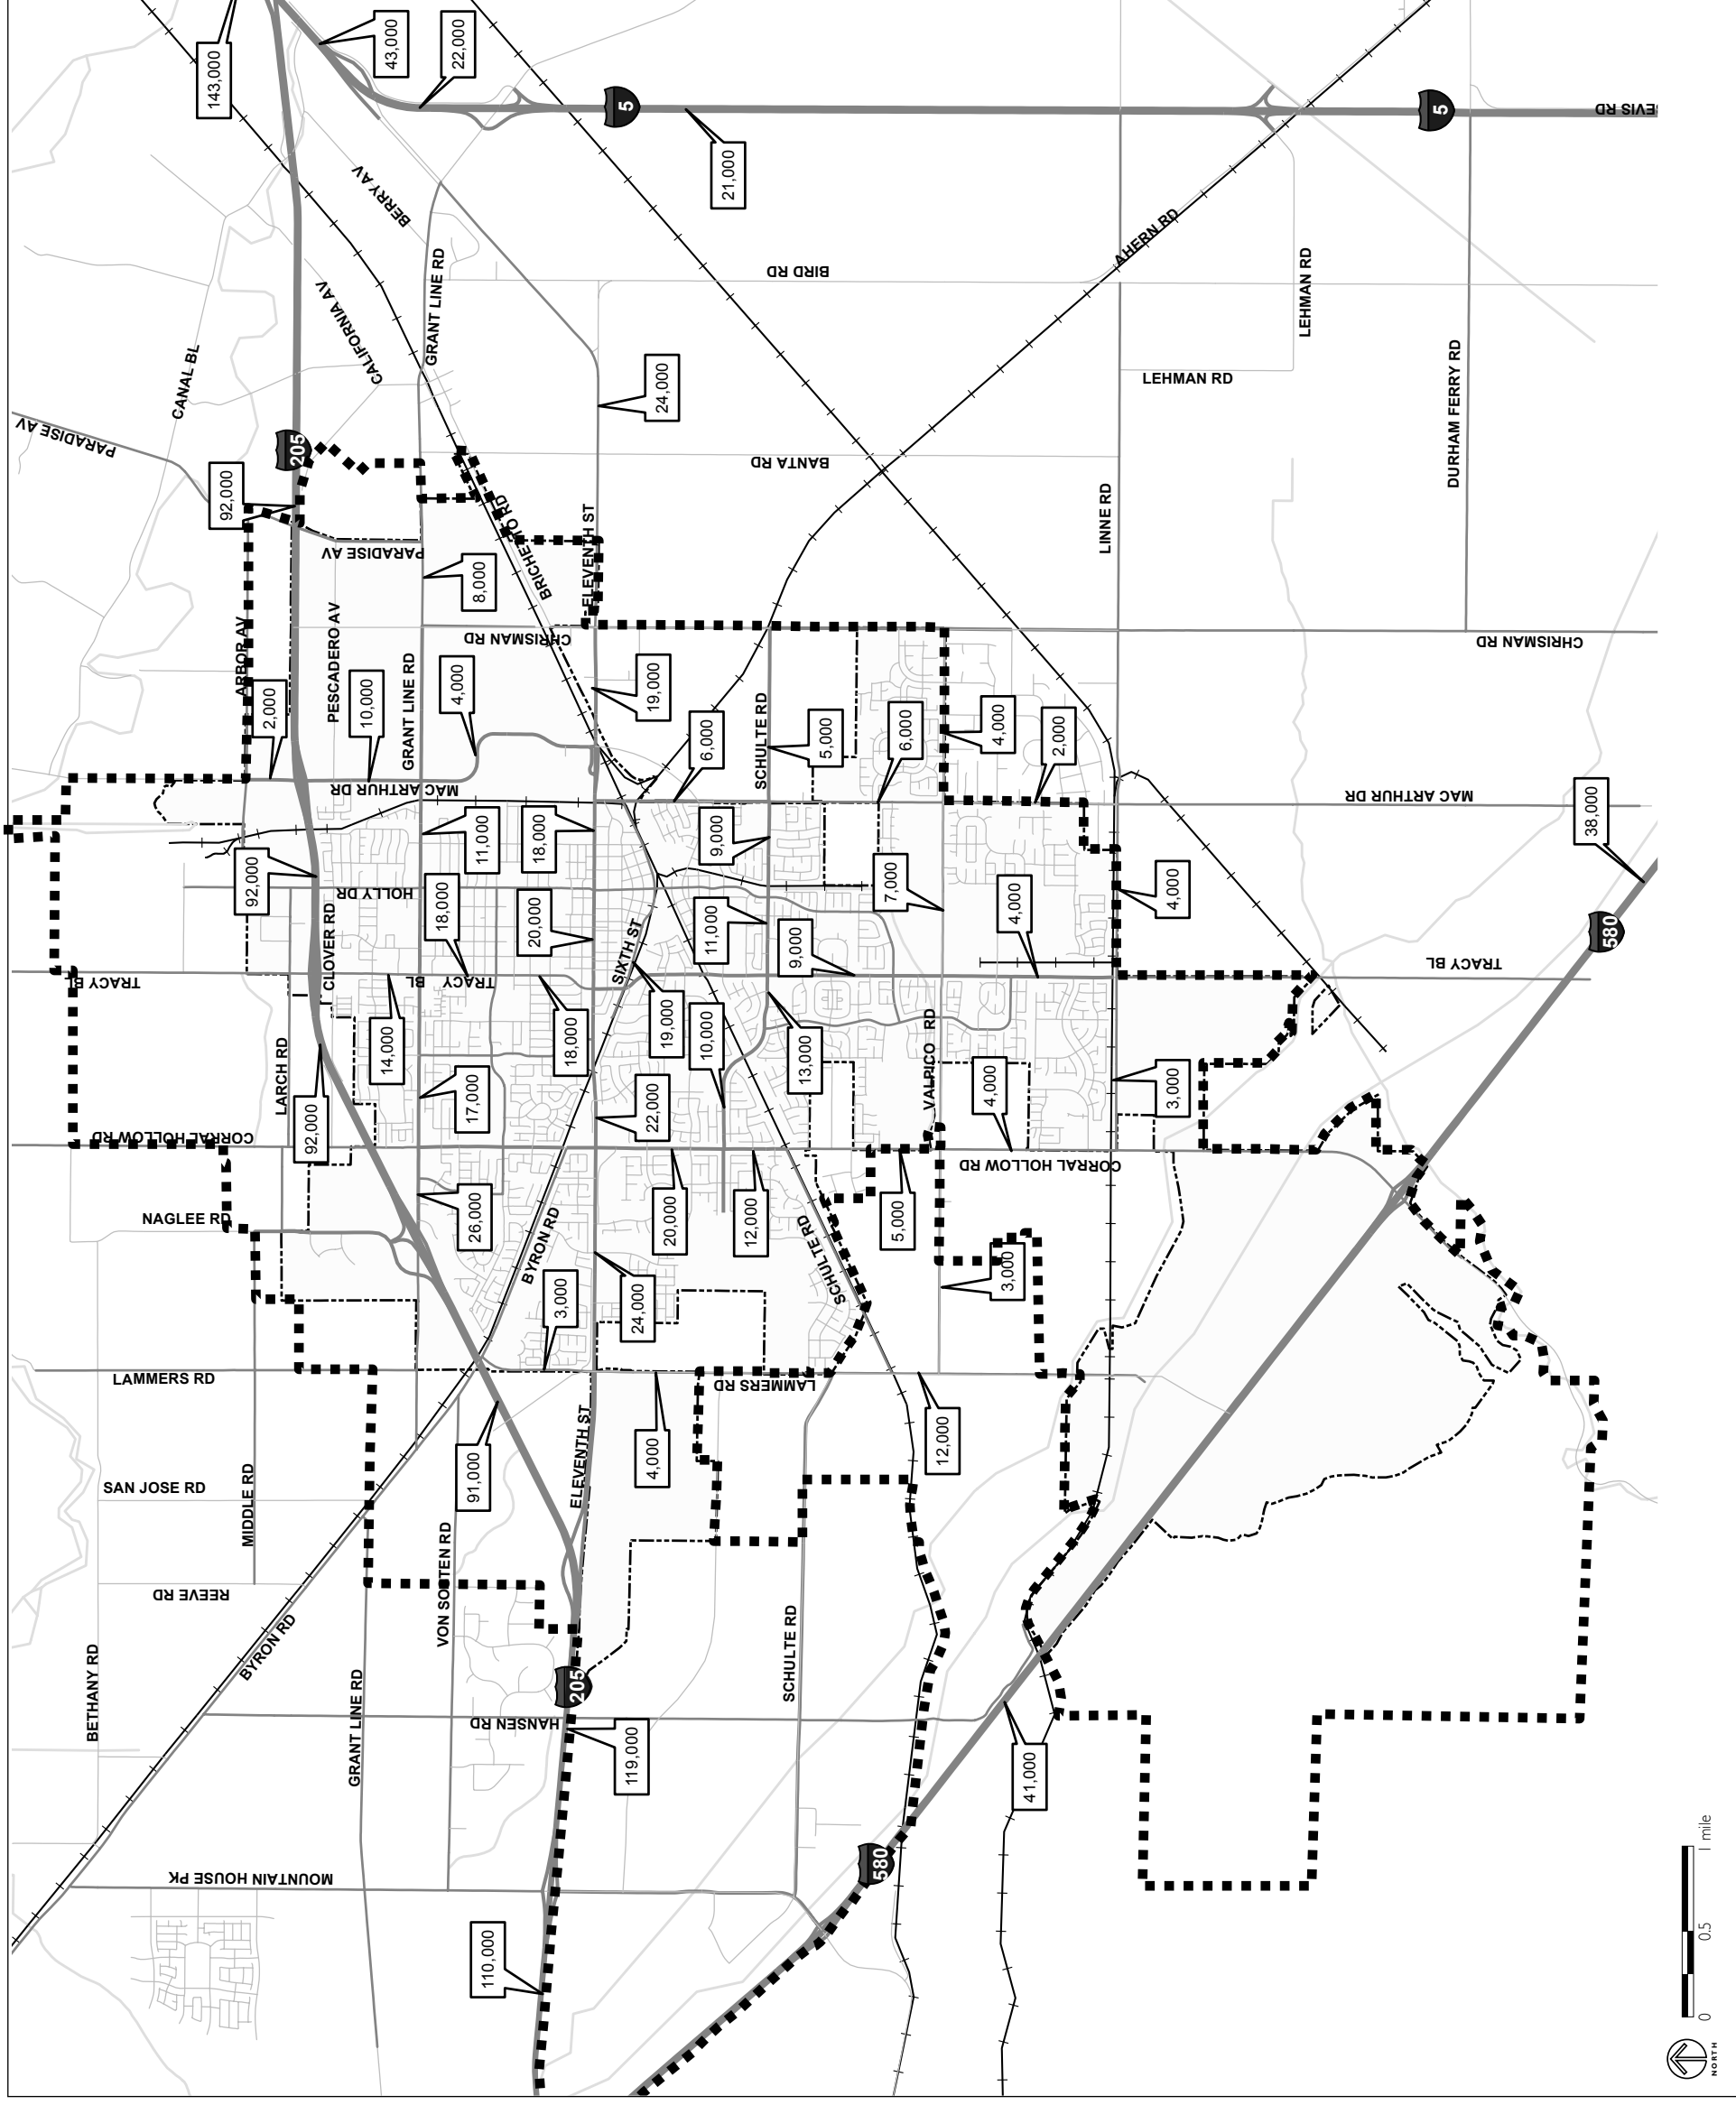 143,000
43,000
22,000
5
21,000
5
EVIS RD
BERRY AV
CALIFORNIA AV
GRANT LINE RD
BIRD RD
AHERN RD
LEHMAN RD
LEHMAN RD
DURHAM FERRY RD
CANAL BL
PARADISE AV
205
24,000
BANTA RD
LINNE RD
92,000
PARADISE AV
8,000
BRICHETTO RD
ELEVENTH ST
CHRISMAN RD
CHRISMAN RD
ARBOR AV
2,000
PESCADERO AV
10,000
GRANT LINE RD
4,000
19,000
6,000
SCHULTE RD
5,000
6,000
4,000
2,000
MAC ARTHUR DR
MAC ARTHUR DR
38,000
92,000
HOLLY DR
11,000
18,000
9,000
7,000
4,000
4,000
580
CLOVER RD
18,000
20,000
SIXTH ST
11,000
9,000
TRACY BL
TRACY BL
TRACY BL
14,000
18,000
19,000
10,000
13,000
VALPICO RD
4,000
3,000
LARCH RD
92,000
17,000
22,000
CORRAL HOLLOW RD
CORRAL HOLLOW RD
NAGLEE RD
26,000
BYRON RD
3,000
24,000
20,000
12,000
SCHULTE RD
5,000
3,000
LAMMERS RD
LAMMERS RD
91,000
ELEVENTH ST
4,000
12,000
SAN JOSE RD
MIDDLE RD
REEVE RD
VON SOSTEN RD
BETHANY RD
BYRON RD
GRANT LINE RD
205
HANSEN RD
119,000
SCHULTE RD
41,000
580
MOUNTAIN HOUSE PK
110,000
0 0.5 1 mile
NORTH